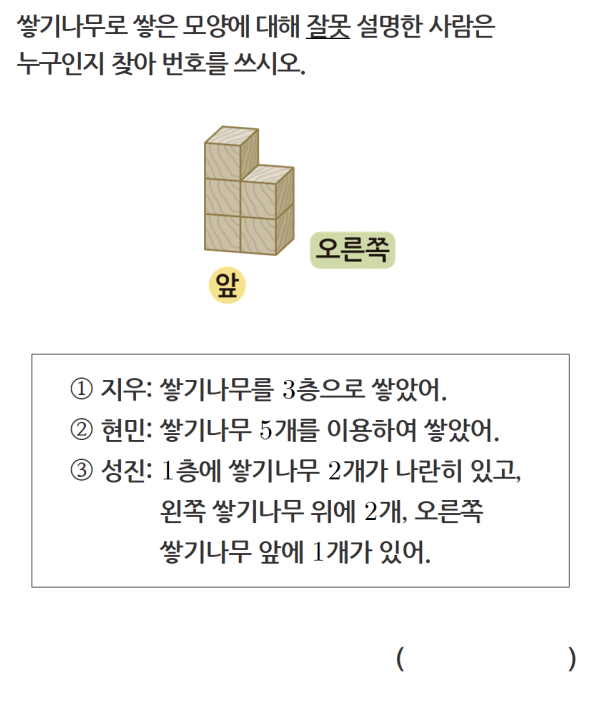 쌓기나무로 쌓은 모양에 대해 잘못 설명한 사람은
누구인지 찾아 번호를 쓰시오.
오른쪽
앞
① 지우: 쌓기나무를 3층으로 쌓았어.
② 현민: 쌓기나무 5개를 이용하여 쌓았어.
③ 성진: 1층에 쌓기나무 2개가 나란히 있고,
왼쪽 쌓기나무 위에 2개, 오른쪽
쌓기나무 앞에 1개가 있어.
( )